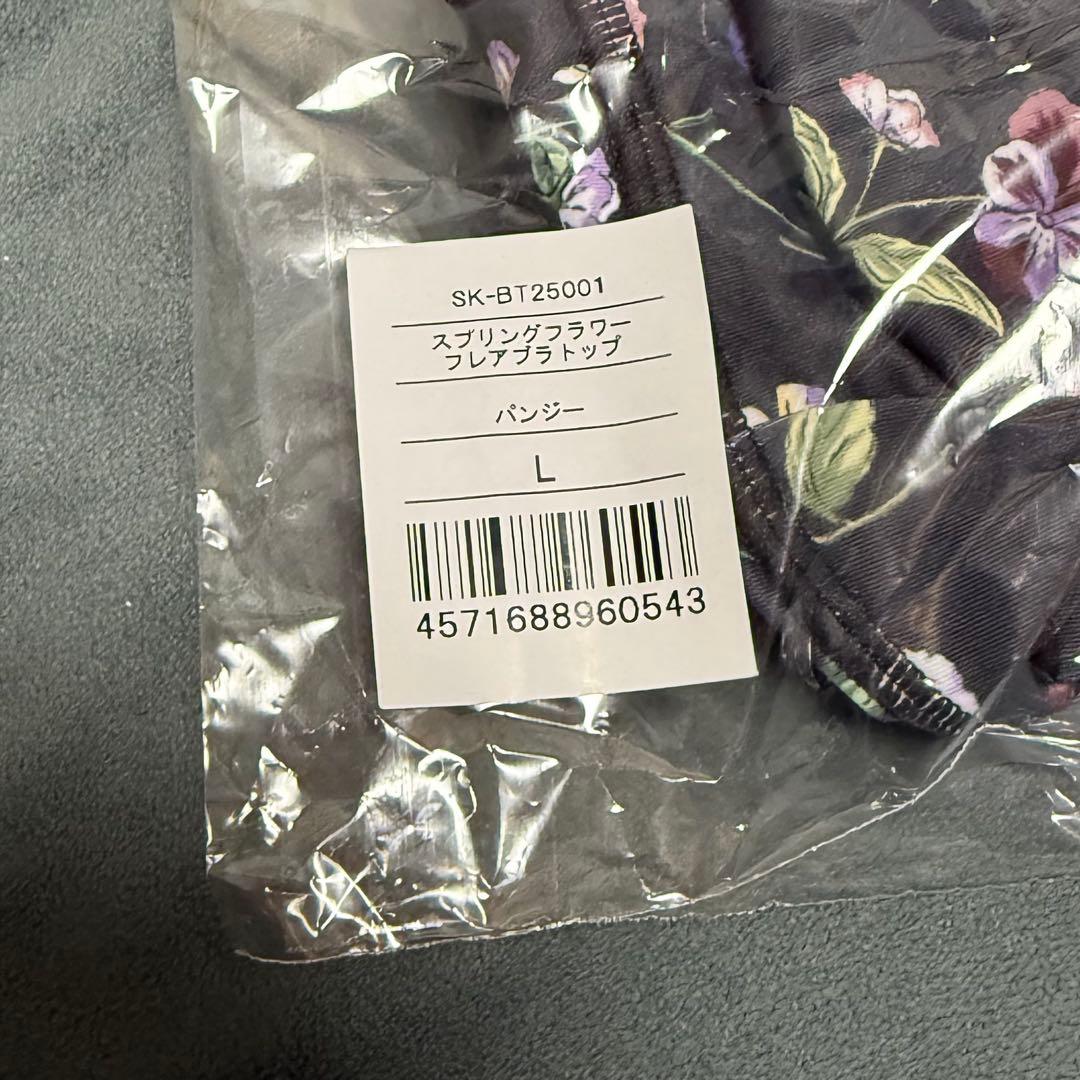 SK-BT25001
スプリングフラワー
フレアブラトップ
パンジー
L
4571688960543